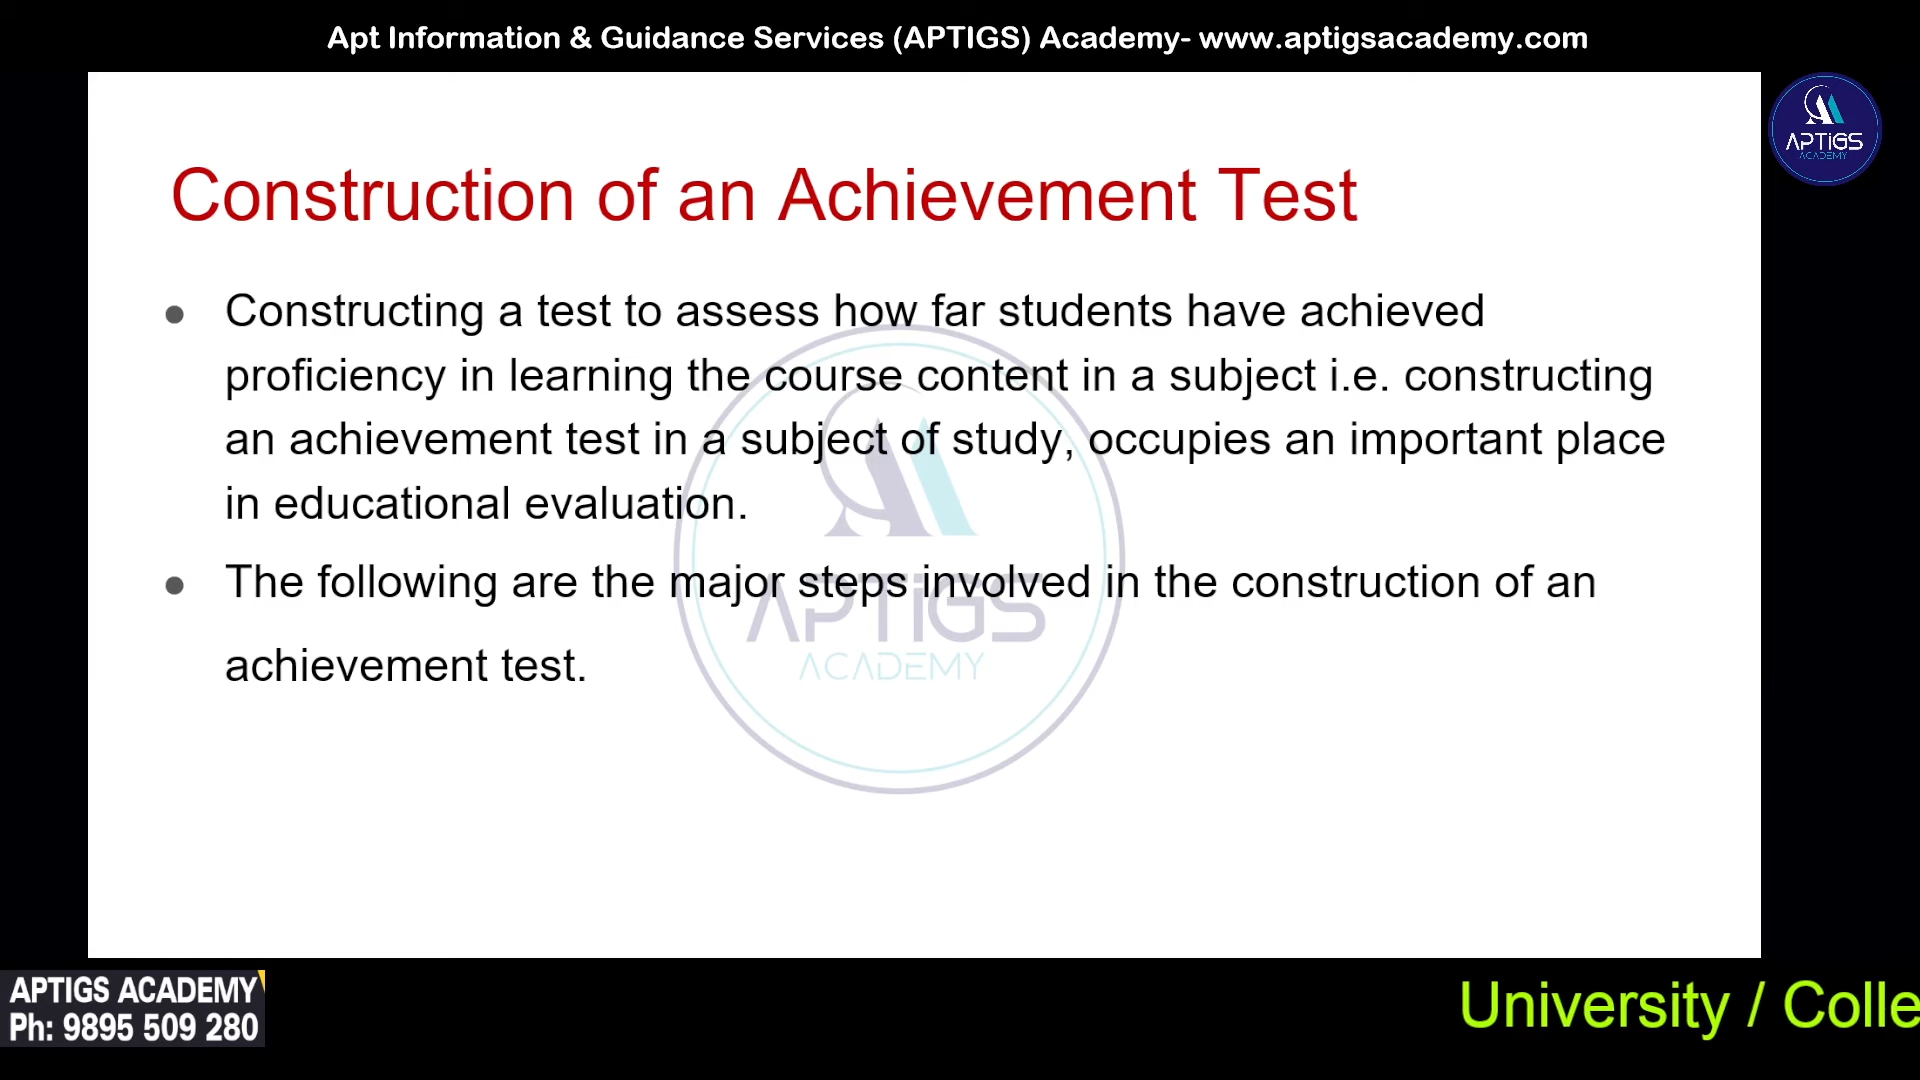 Apt Information & Guidance Services (APTIGS) Academy- www.aptigsacademy.com
APTiGS
ACADEMY
Construction of an Achievement Test
● Constructing a test to assess how far students have achieved
proficiency in learning the course content in a subject i.e. constructing
an achievement test in a subject of study, occupies an important place
in educational evaluation.
● The following are the major steps involved in the construction of an
achievement test.
APTiGS
ACADEMY
APTIGS ACADEMY
Ph: 9895 509 280
University / Colle